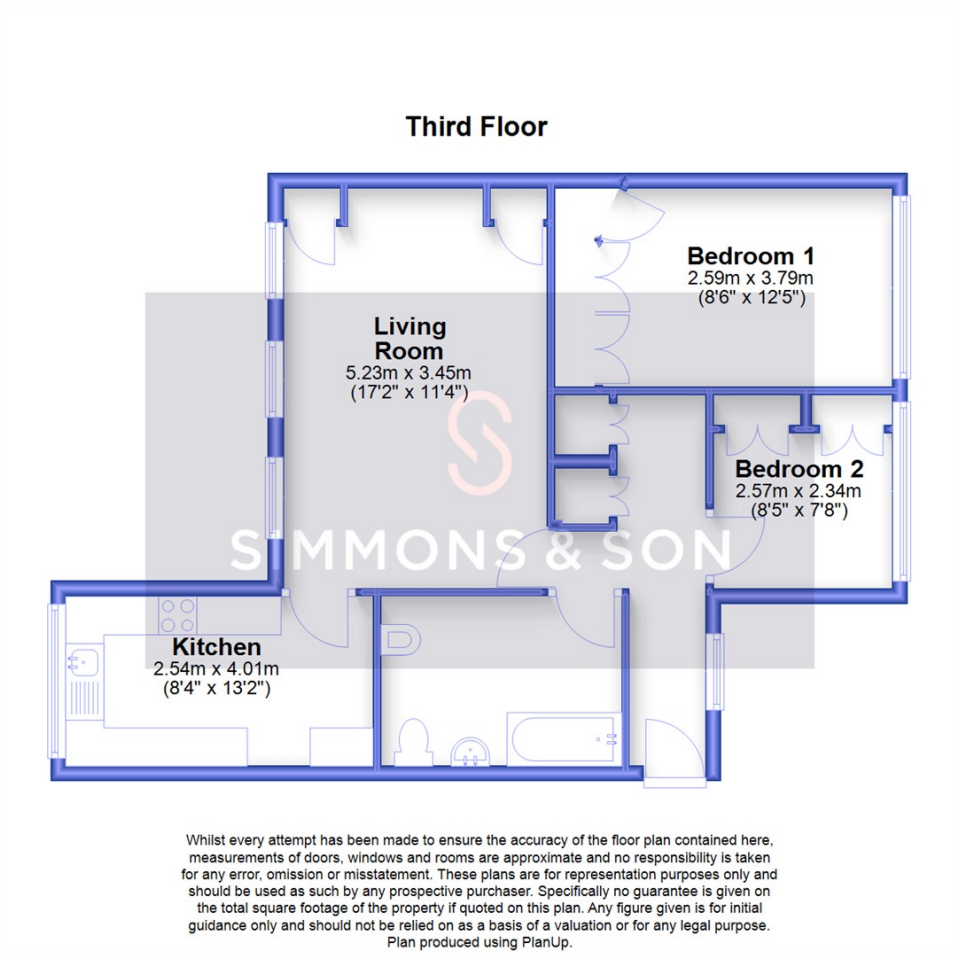 Third Floor
Bedroom 1
2.59m x 3.79m
(8'6" x 12'5")
Living
Room
5.23m x 3.45m
(17'2" x 11'4")
Bedroom 2
2.57m x 2.34m
(8'5" x 7'8")
SIMMONS & SON
Kitchen
2.54m x 4.01m
(8'4" x 13'2")
Whilst every attempt has been made to ensure the accuracy of the floor plan contained here,
measurements of doors, windows and rooms are approximate and no responsibility is taken
for any error, omission or misstatement. These plans are for representation purposes only and
should be used as such by any prospective purchaser. Specifically no guarantee is given on
the total square footage of the property if quoted on this plan. Any figure given is for initial
guidance only and should not be relied on as a basis of a valuation or for any legal purpose.
Plan produced using PlanUp.